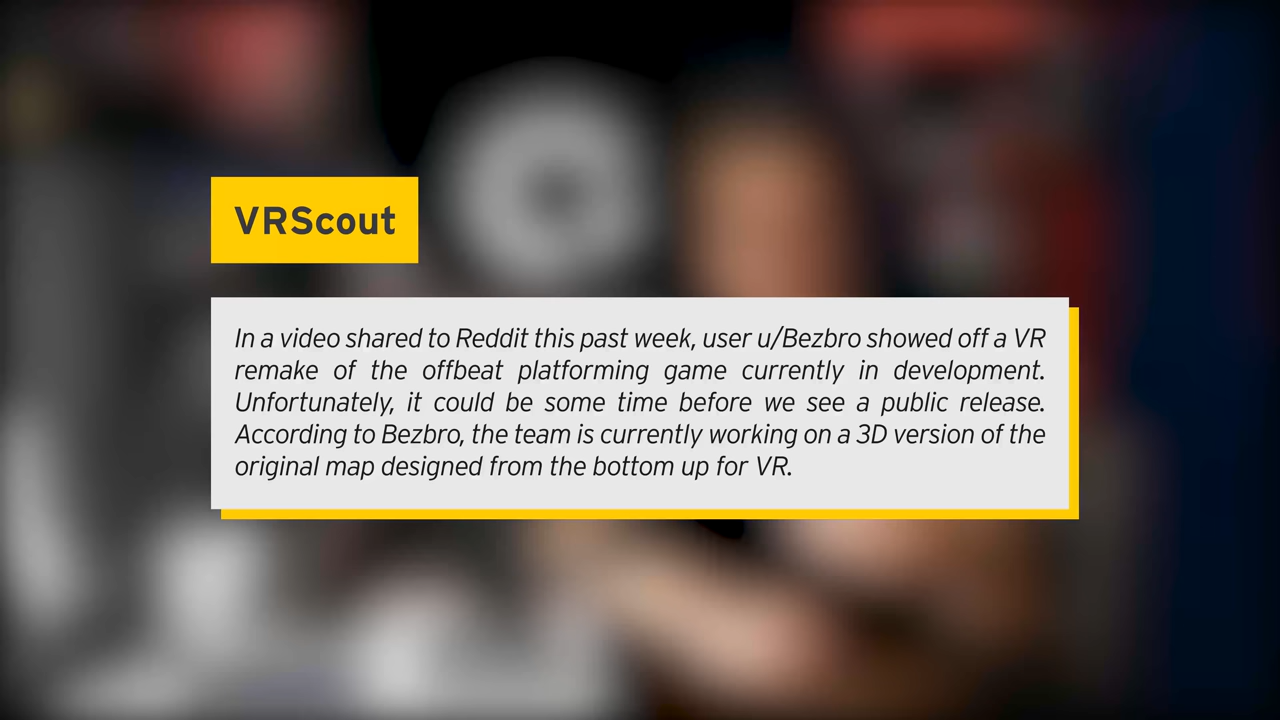 VRScout
In a video shared to Reddit this past week, user u/Bezbro showed off a VR
remake of the offbeat platforming game currently in development.
Unfortunately, it could be some time before we see a public release.
According to Bezbro, the team is currently working on a 3D version of the
original map designed from the bottom up for VR.